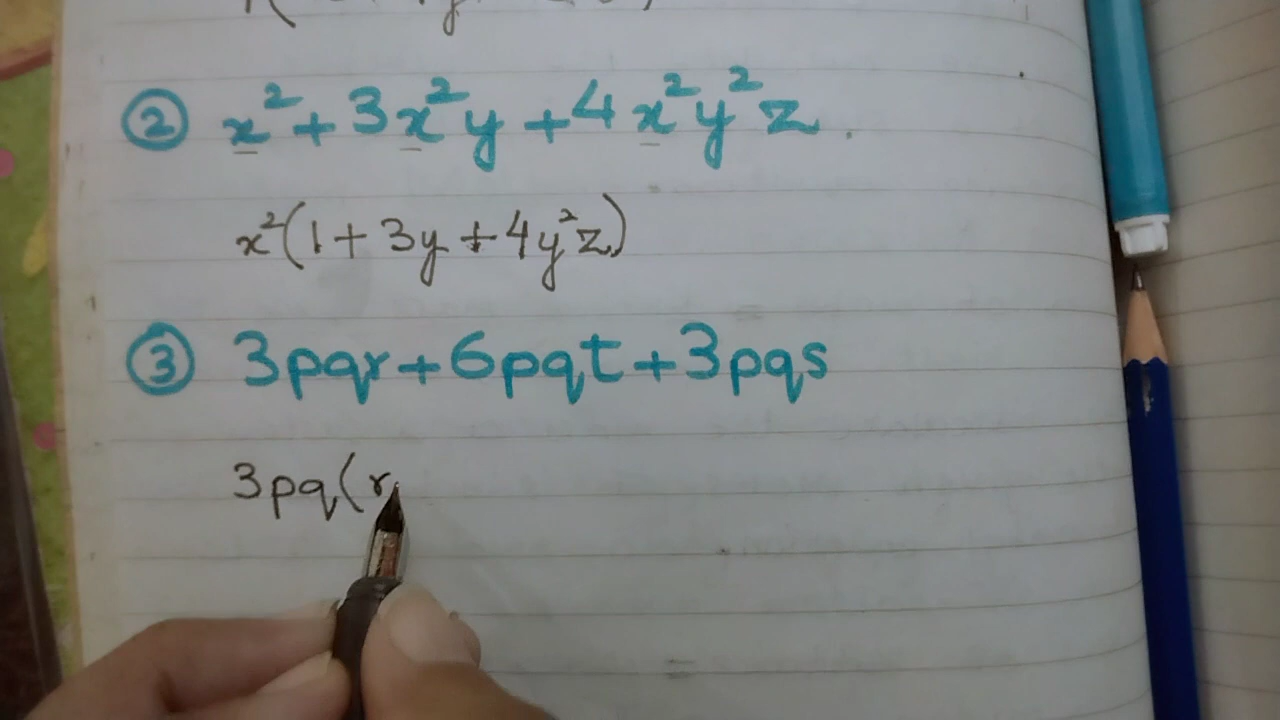 ② x² + 3x²y + 4x²y²z.
x²(1 + 3y + 4y²z)
③ 3pqr + 6pqt + 3pqs
3pq(r